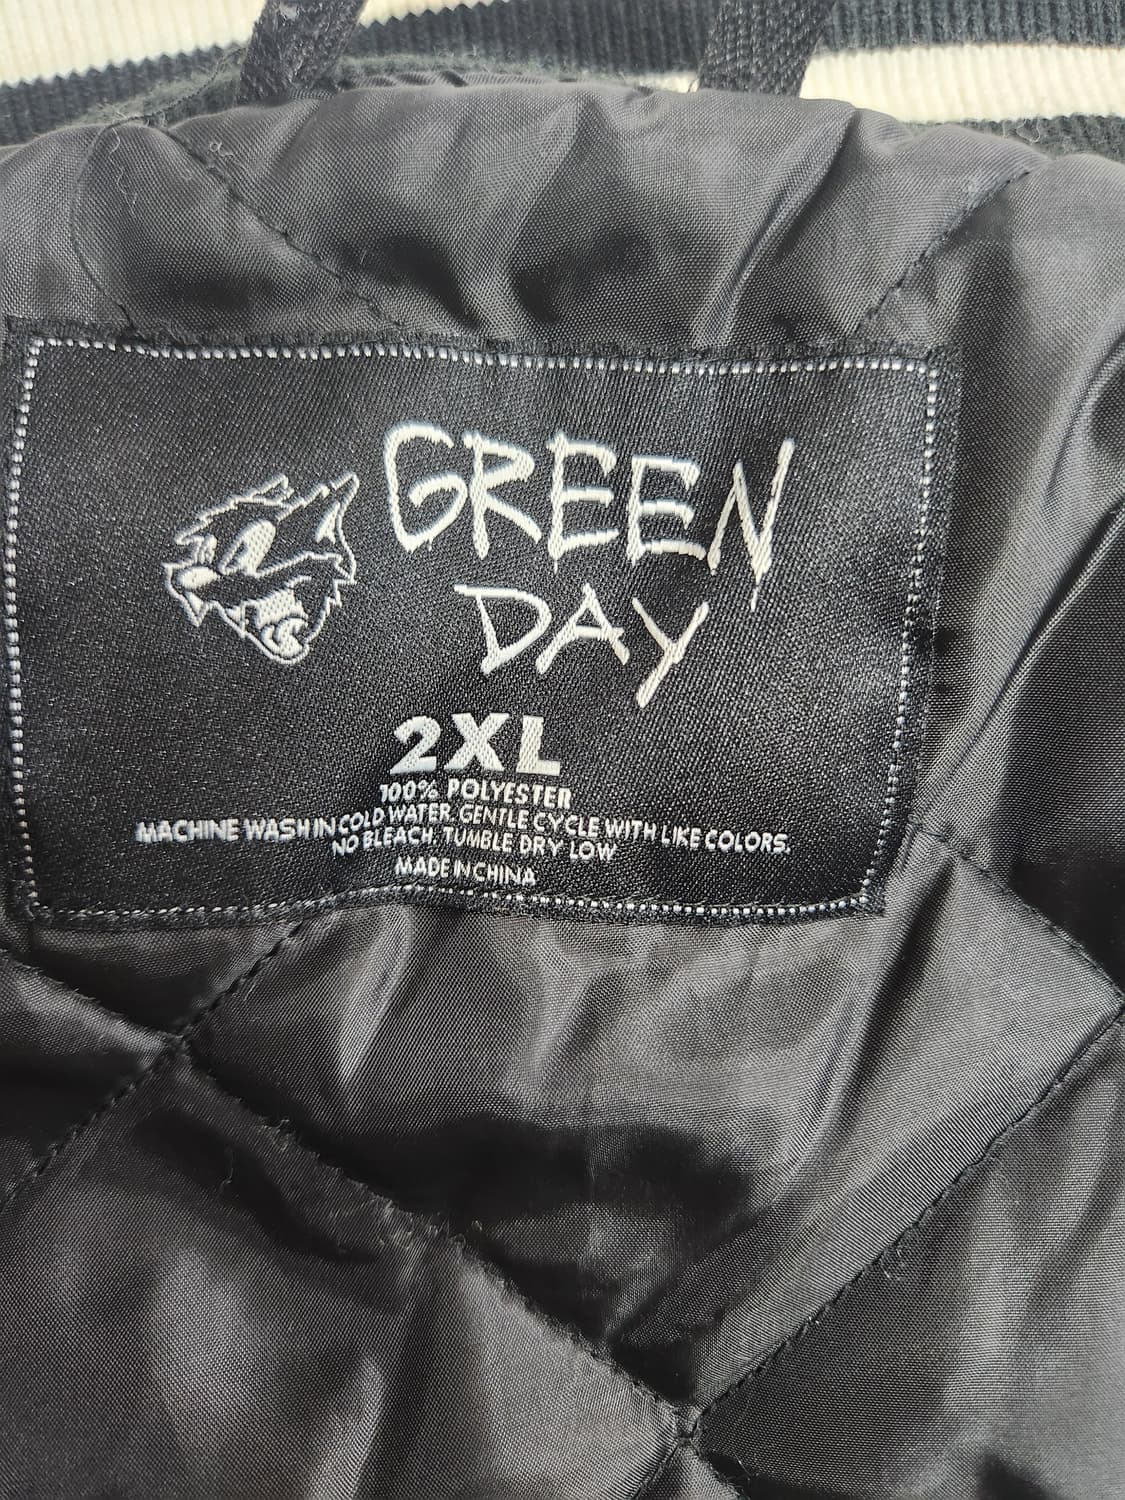 GREEN
DAY
2XL
100% POLYESTER
MACHINE WASH IN COLD WATER. GENTLE CYCLE WITH LIKE COLORS.
NO BLEACH. TUMBLE DRY LOW
MADE IN CHINA